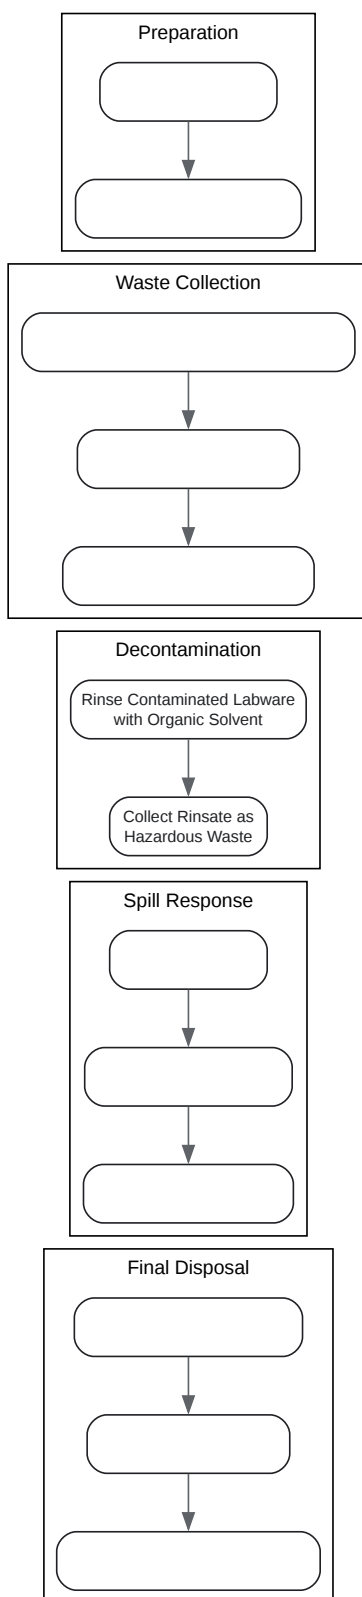 Preparation
Waste Collection
Decontamination
Rinse Contaminated Labware
with Organic Solvent
Collect Rinsate as
Hazardous Waste
Spill Response
Final Disposal